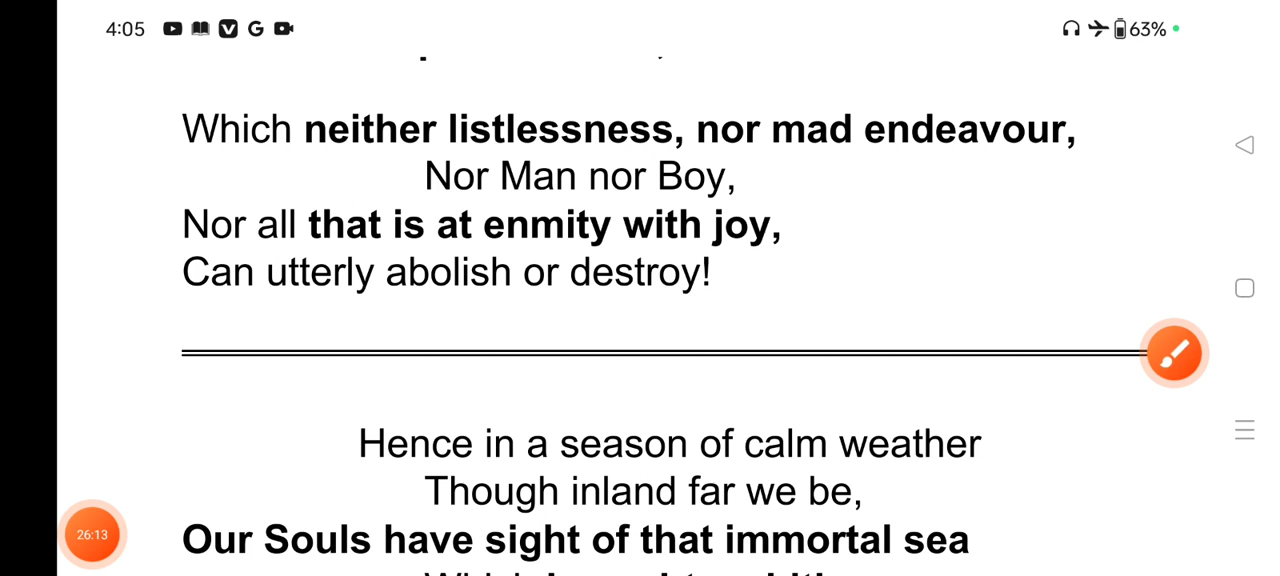 4:05
63%
Which neither listlessness, nor mad endeavour,
Nor Man nor Boy,
Nor all that is at enmity with joy,
Can utterly abolish or destroy!
Hence in a season of calm weather
Though inland far we be,
Our Souls have sight of that immortal sea
26:13